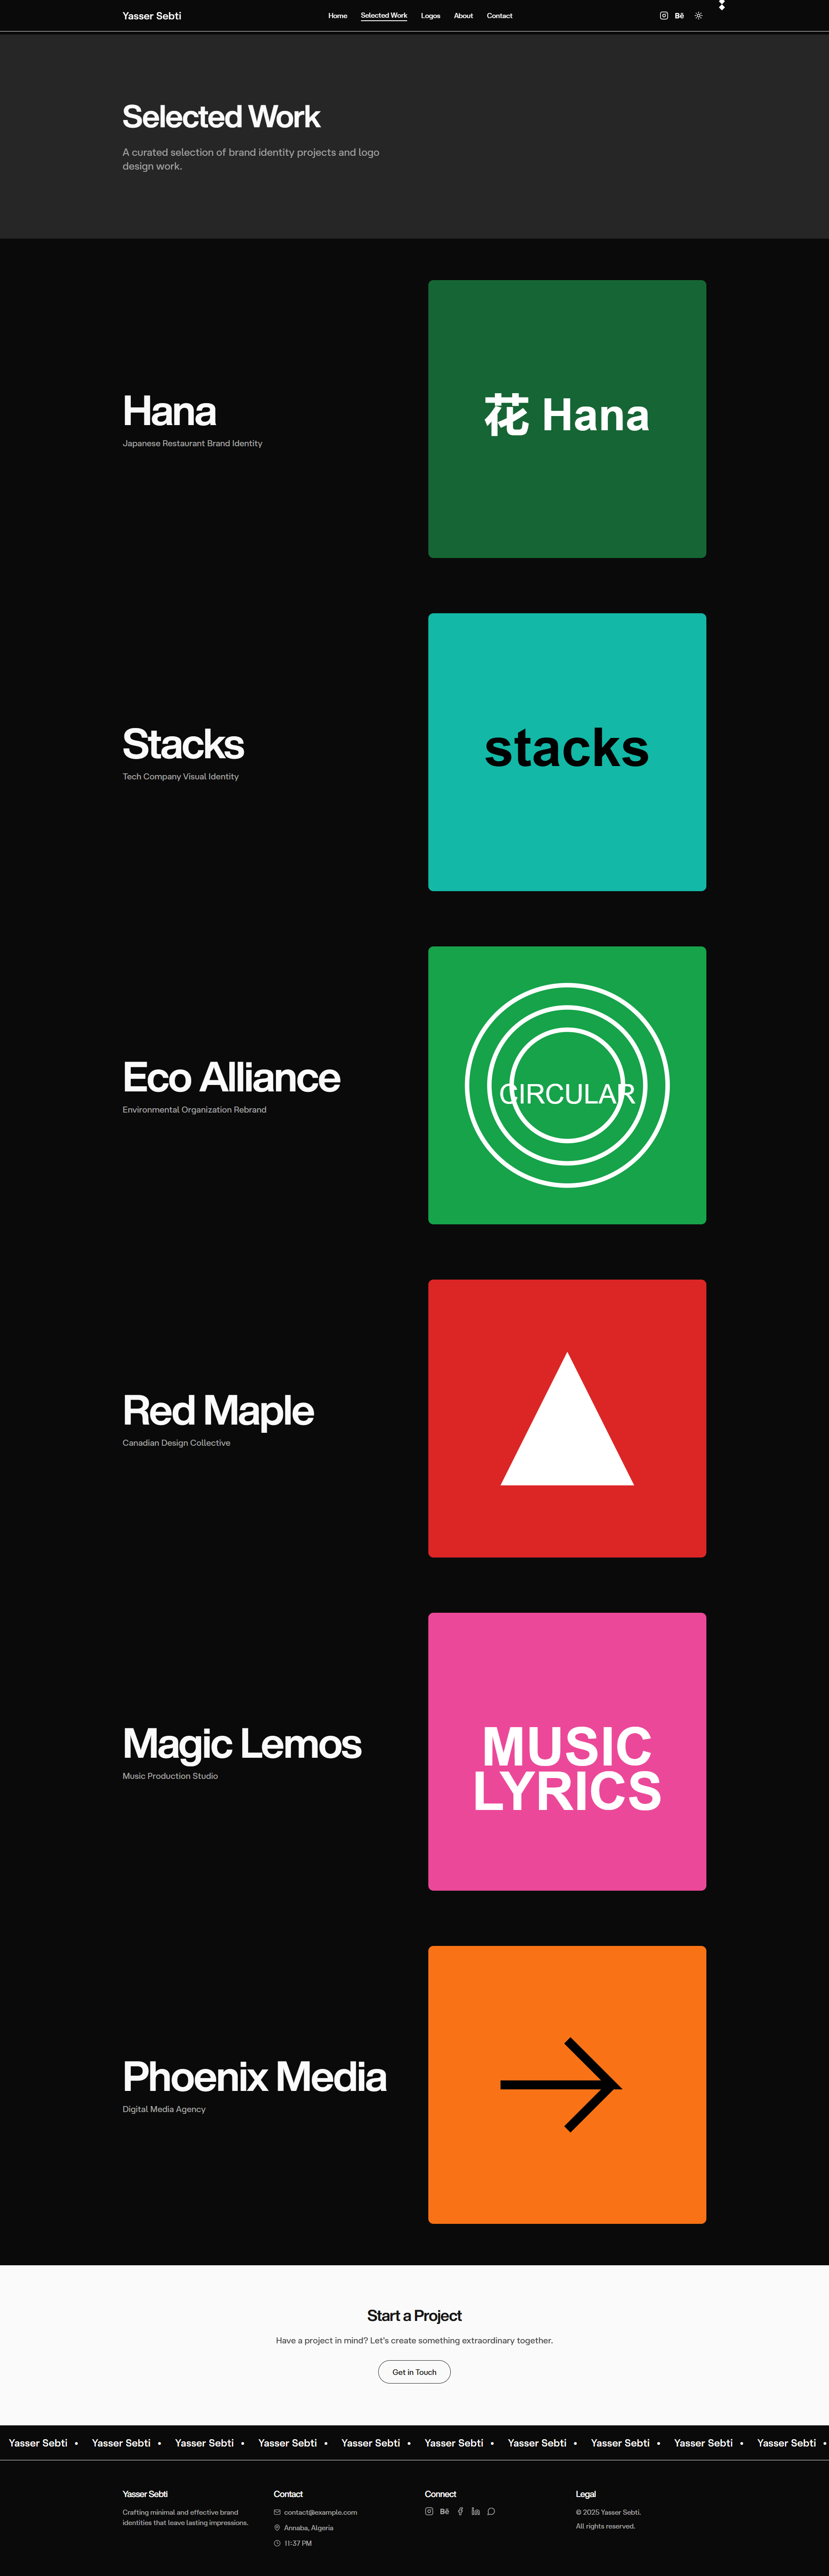 Yasser Sebti
Home Selected Work Logos About Contact
Bē
Selected Work
A curated selection of brand identity projects and logo
design work.
Hana
Japanese Restaurant Brand Identity
花 Hana
Stacks
Tech Company Visual Identity
stacks
Eco Alliance
Environmental Organization Rebrand
CIRCULAR
Red Maple
Canadian Design Collective
Magic Lemos
Music Production Studio
MUSIC
LYRICS
Phoenix Media
Digital Media Agency
Start a Project
Have a project in mind? Let's create something extraordinary together.
Get in Touch
Yasser Sebti • Yasser Sebti • Yasser Sebti • Yasser Sebti • Yasser Sebti • Yasser Sebti • Yasser Sebti • Yasser Sebti • Yasser Sebti • Yasser Sebti •
Yasser Sebti
Crafting minimal and effective brand
identities that leave lasting impressions.
Contact
contact@example.com
Annaba, Algeria
11:37 PM
Connect
Bē
Legal
© 2025 Yasser Sebti.
All rights reserved.